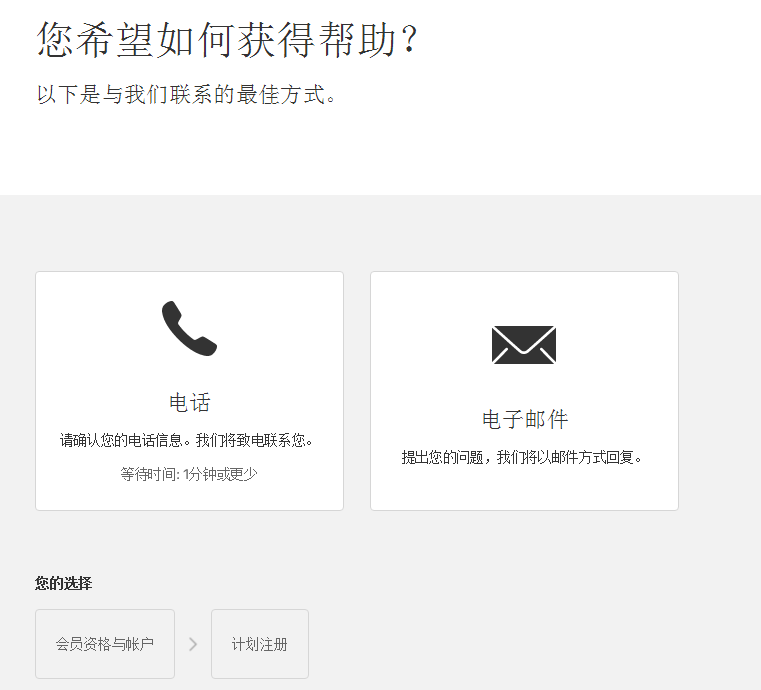 您希望如何获得帮助？
以下是与我们联系的最佳方式。
电话
请确认您的电话信息。我们将致电联系您。
等待时间: 1分钟或更少
电子邮件
提出您的问题，我们将以邮件方式回复。
您的选择
会员资格与帐户
计划注册